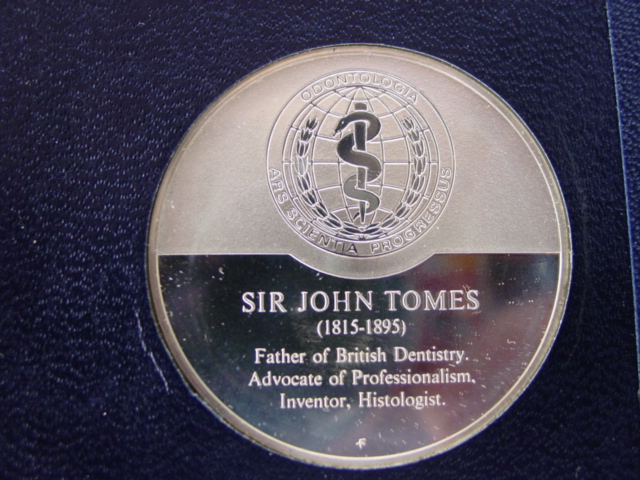 ODONTOLOGIA
ARS SCIENTIA PROGRESSUS
SIR JOHN TOMES
(1815-1895)
Father of British Dentistry.
Advocate of Professionalism,
Inventor, Histologist.